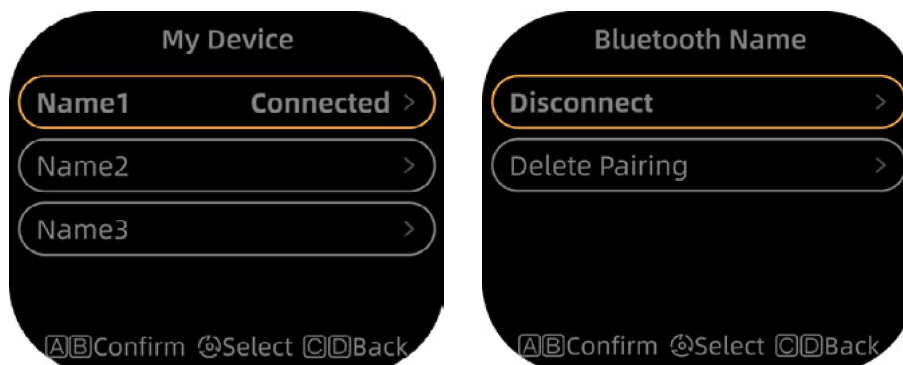 My Device
Name1 Connected >
Name2 >
Name3 >
ABConfirm Select CDBack
Bluetooth Name
Disconnect >
Delete Pairing >
ABConfirm Select CDBack